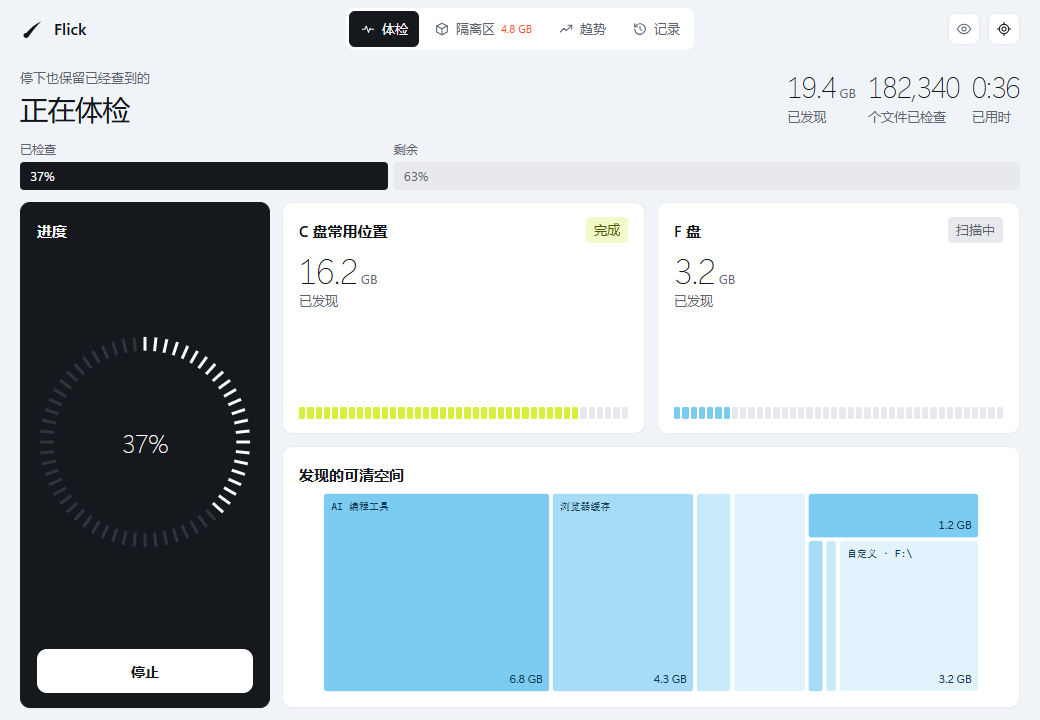 Flick
体检
隔离区 4.8 GB
趋势
记录
停下也保留已经查到的
正在体检
19.4 GB
已发现
182,340
个文件已检查
0:36
已用时
已检查
剩余
37%
63%
进度
37%
停止
C 盘常用位置
完成
16.2 GB
已发现
F 盘
扫描中
3.2 GB
已发现
发现的可清空间
AI 编程工具
6.8 GB
浏览器缓存
4.3 GB
1.2 GB
自定义 · F:\
3.2 GB